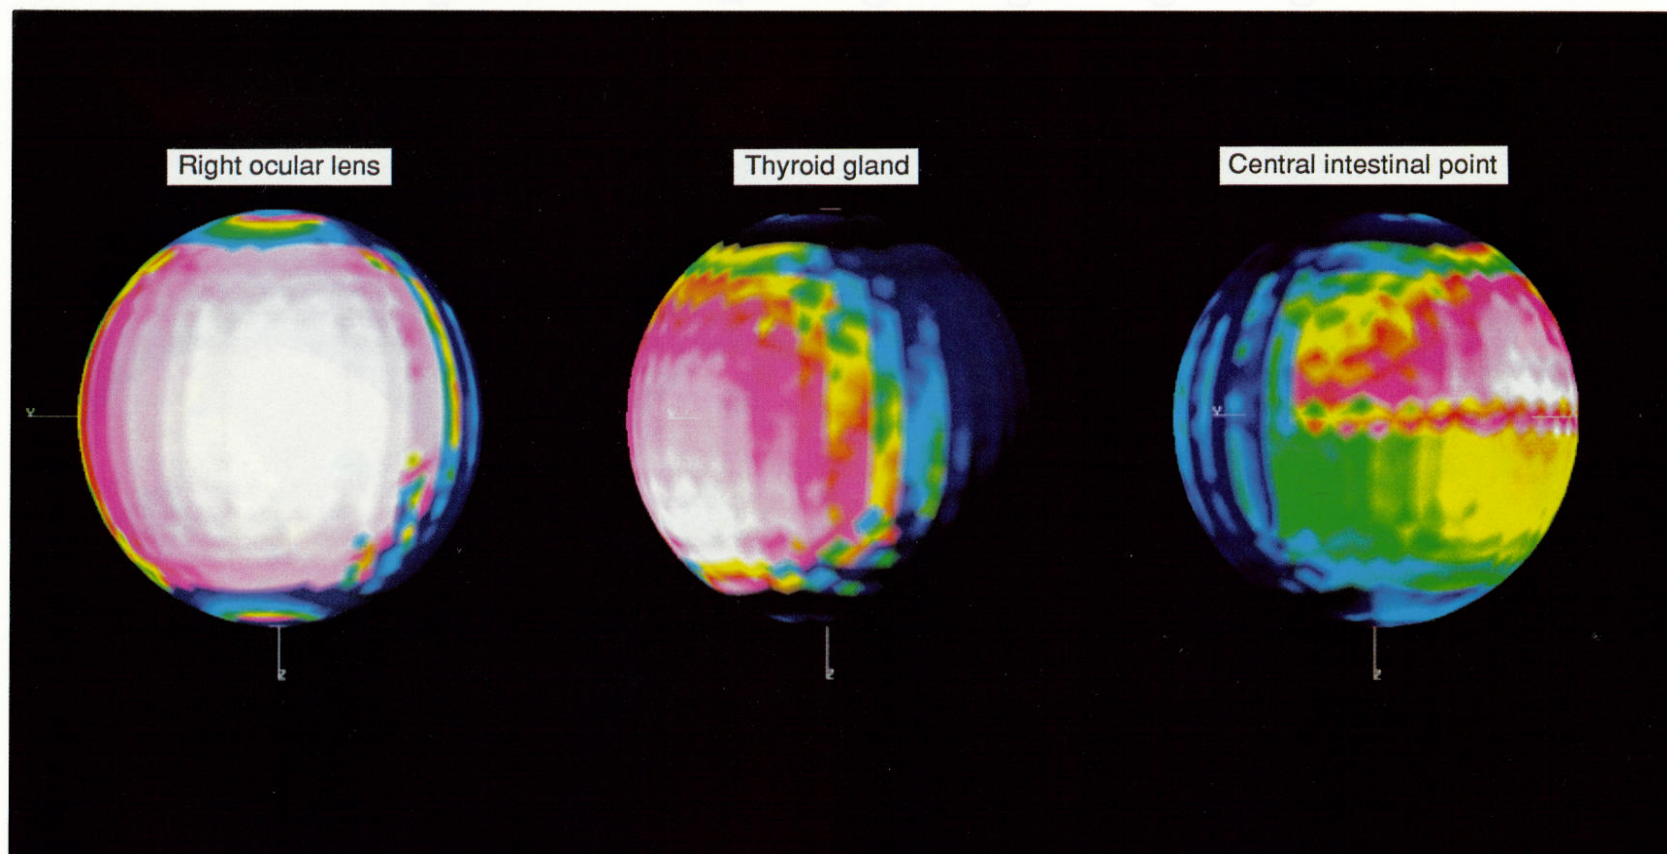 Right ocular lens
Thyroid gland
Central intestinal point
Y
Y
Y
Z
Z
Z